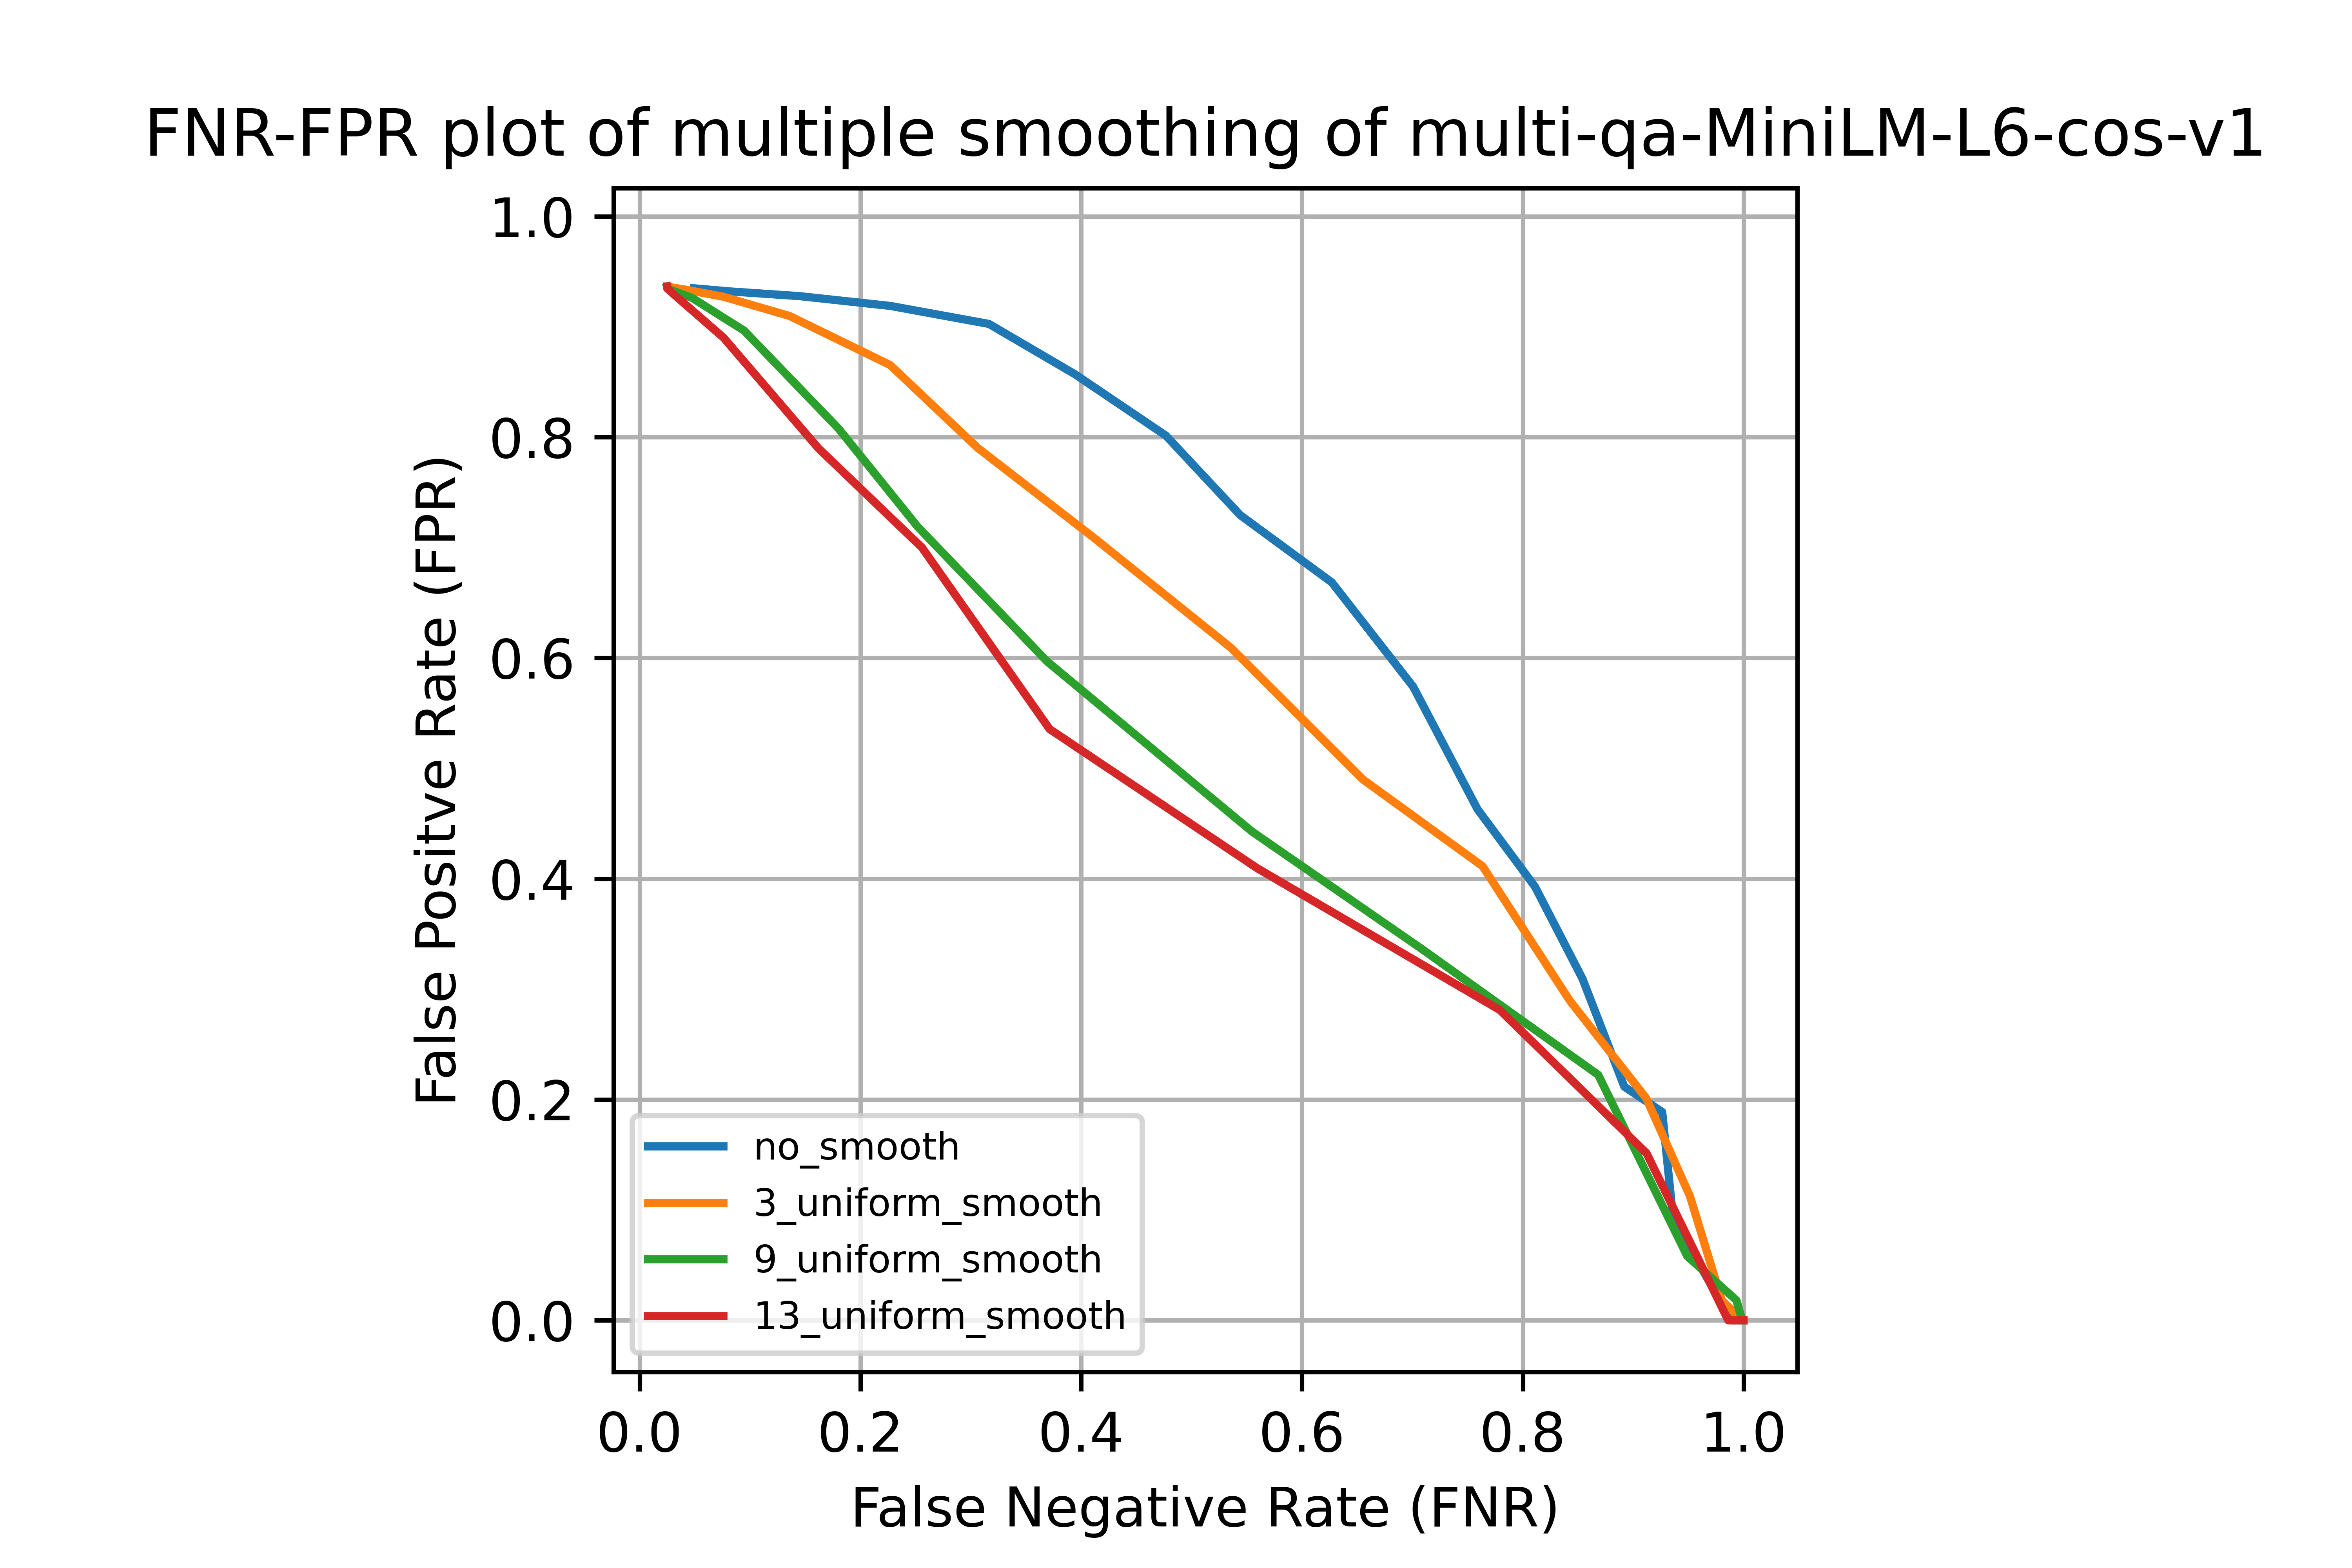 FNR-FPR plot of multiple smoothing of multi-qa-MiniLM-L6-cos-v1
1.0
0.8
0.6
0.4
0.2
0.0
False Positve Rate (FPR)
no_smooth
3_uniform_smooth
9_uniform_smooth
13_uniform_smooth
0.0 0.2 0.4 0.6 0.8 1.0
False Negative Rate (FNR)